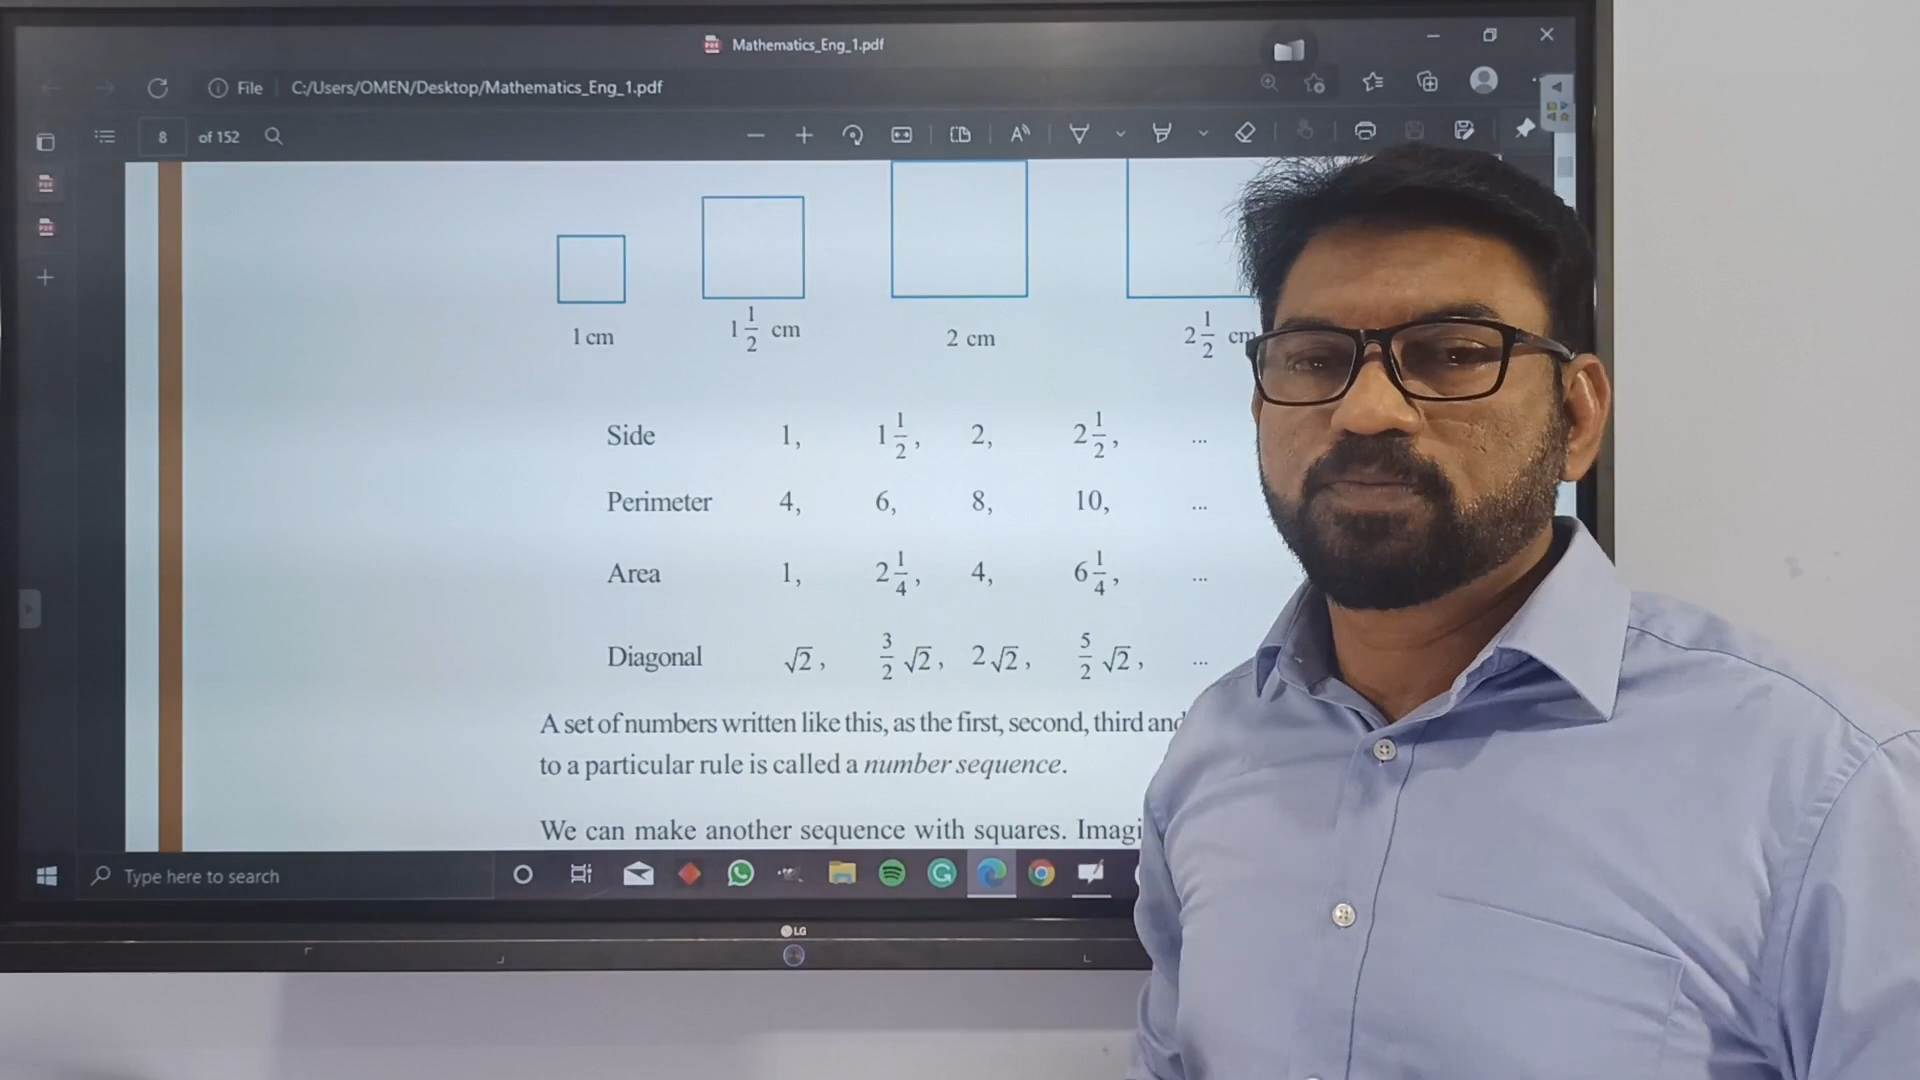 Mathematics_Eng_1.pdf
File C:/Users/OMEN/Desktop/Mathematics_Eng_1.pdf
8 of 152
1 cm 1 1/2 cm 2 cm 2 1/2 cm
Side 1, 1 1/2, 2, 2 1/2, ...
Perimeter 4, 6, 8, 10, ...
Area 1, 2 1/4, 4, 6 1/4, ...
Diagonal √2, 3/2 √2, 2√2, 5/2 √2, ...
A set of numbers written like this, as the first, second, third and
to a particular rule is called a number sequence.
We can make another sequence with squares. Imagi
Type here to search
LG